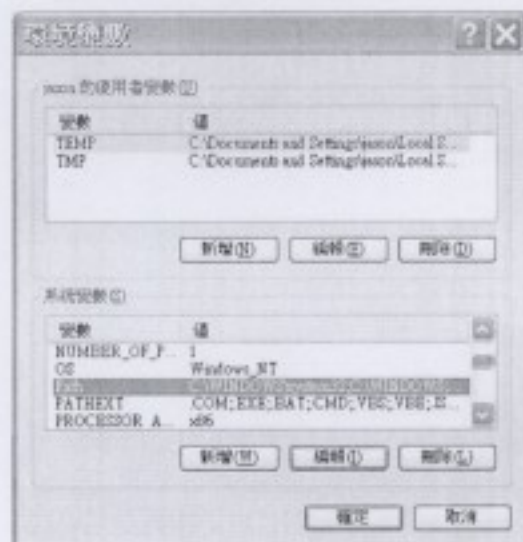 環境變數
jason 的使用者變數(U)
變數 值
TEMP C:\Documents and Settings\jason\Local S...
TMP C:\Documents and Settings\jason\Local S...
新增(N) 編輯(E) 刪除(D)
系統變數(S)
變數 值
NUMBER_OF_P... 1
OS Windows_NT
Path C:\WINDOWS\system32;C:\WINDOWS;...
PATHEXT .COM;.EXE;.BAT;.CMD;.VBS;.VBE;.JS...
PROCESSOR_A... x86
新增(W) 編輯(I) 刪除(L)
確定 取消